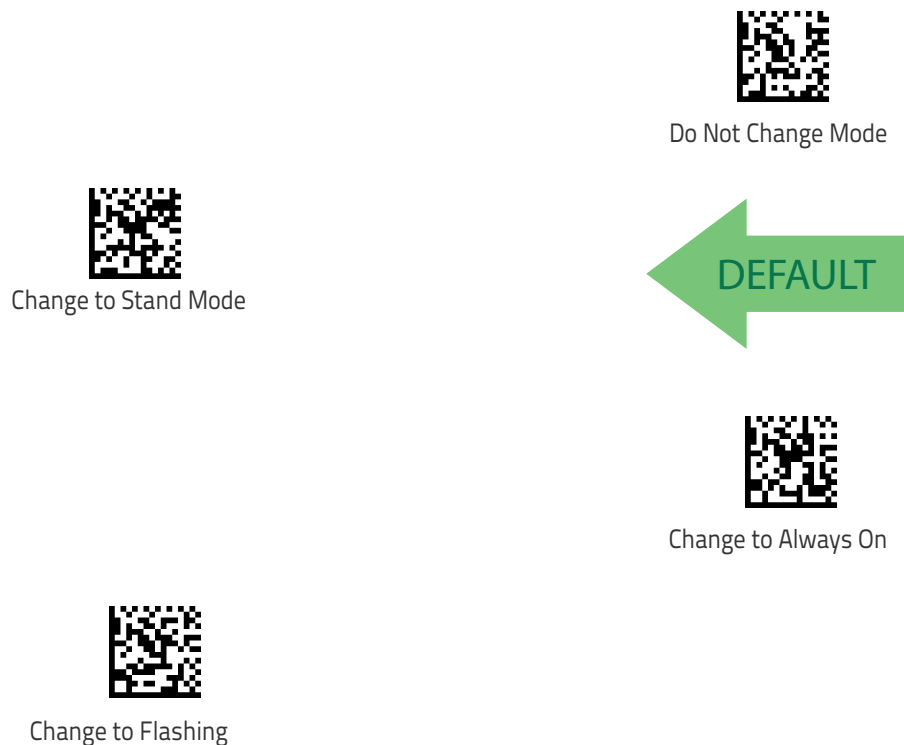 Do Not Change Mode
Change to Stand Mode
DEFAULT
Change to Always On
Change to Flashing